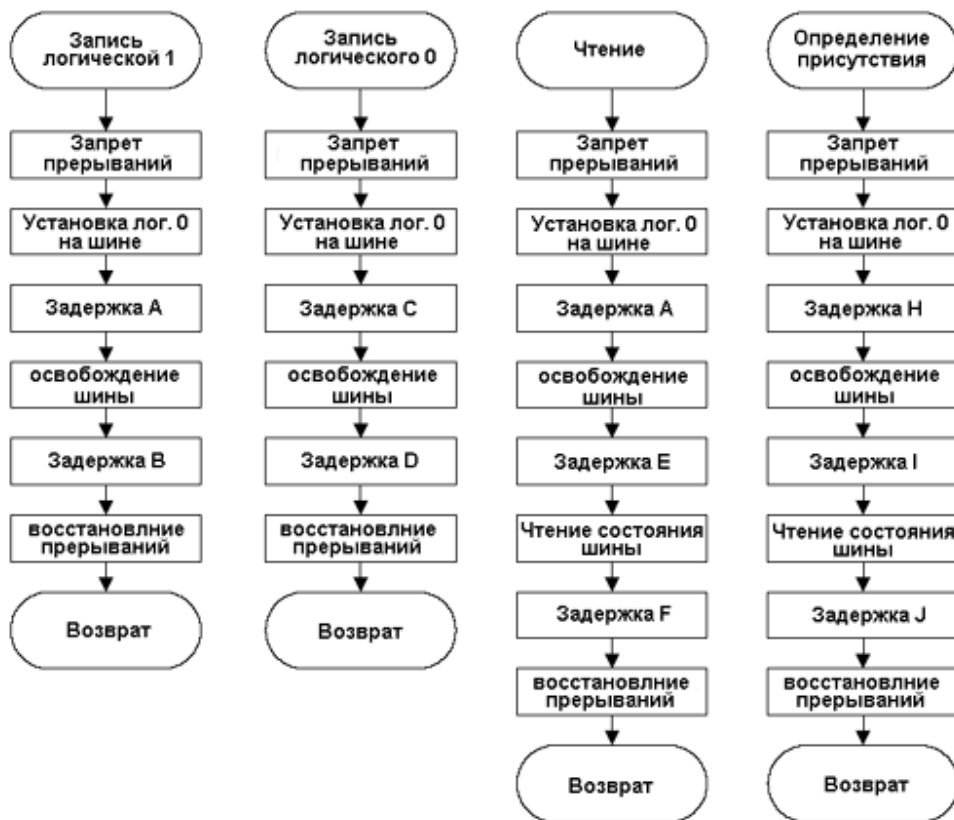 Запись
логической 1
Запрет
прерываний
Установка лог. 0
на шине
Задержка A
освобождение
шины
Задержка B
восстановлние
прерываний
Возврат
Запись
логического 0
Запрет
прерываний
Установка лог. 0
на шине
Задержка C
освобождение
шины
Задержка D
восстановлние
прерываний
Возврат
Чтение
Запрет
прерываний
Установка лог. 0
на шине
Задержка A
освобождение
шины
Задержка E
Чтение состояния
шины
Задержка F
восстановлние
прерываний
Возврат
Определение
присутствия
Запрет
прерываний
Установка лог. 0
на шине
Задержка H
освобождение
шины
Задержка I
Чтение состояния
шины
Задержка J
восстановлние
прерываний
Возврат